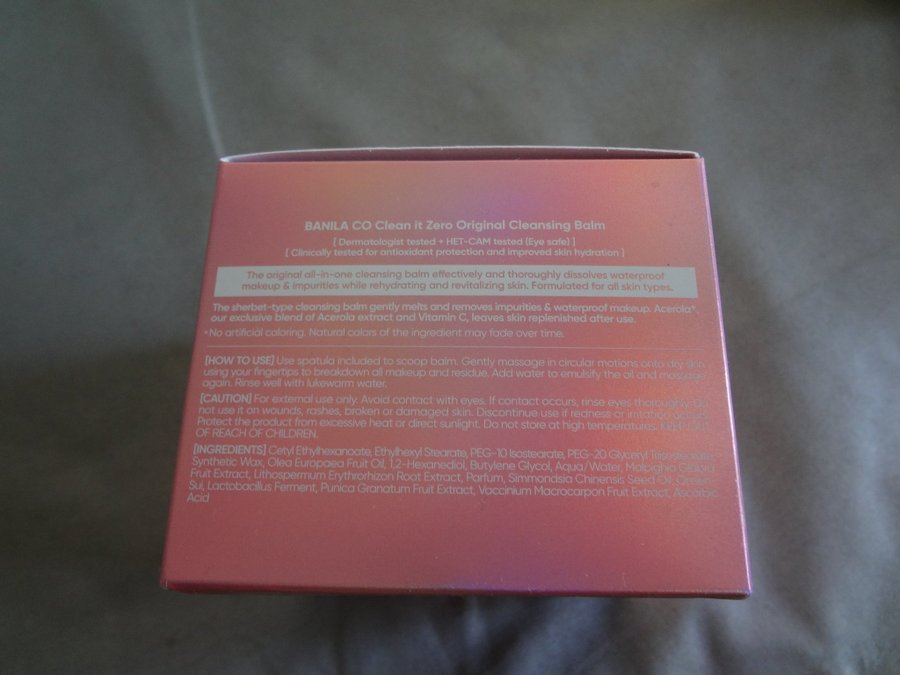 BANILA CO Clean it Zero Original Cleansing Balm
[ Dermatologist tested + HET-CAM tested (Eye safe) ]
[ Clinically tested for antioxidant protection and improved skin hydration ]
The original all-in-one cleansing balm effectively and thoroughly dissolves waterproof
makeup & impurities while rehydrating and revitalizing skin. Formulated for all skin types.
The sherbet-type cleansing balm gently melts and removes impurities & waterproof makeup. Acerola*,
our exclusive blend of Acerola extract and Vitamin C, leaves skin replenished after use.
*No artificial coloring. Natural colors of the ingredient may fade over time.
[HOW TO USE] Use spatula included to scoop balm. Gently massage in circular motions onto dry skin
using your fingertips to breakdown all makeup and residue. Add water to emulsify the oil and massage
again. Rinse well with lukewarm water.
[CAUTION] For external use only. Avoid contact with eyes. If contact occurs, rinse eyes thoroughly. Do
not use it on wounds, rashes, broken or damaged skin. Discontinue use if redness or irritation occurs.
Protect the product from excessive heat or direct sunlight. Do not store at high temperatures. KEEP OUT
OF REACH OF CHILDREN.
[INGREDIENTS] Cetyl Ethylhexanoate, Ethylhexyl Stearate, PEG-10 Isostearate, PEG-20 Glyceryl Triisostearate,
Synthetic Wax, Olea Europaea Fruit Oil, 1,2-Hexanediol, Butylene Glycol, Aqua/Water, Malpighia Glabra
Fruit Extract, Lithospermum Erythrorhizon Root Extract, Parfum, Simmondsia Chinensis Seed Oil,
Lactobacillus Ferment, Punica Granatum Fruit Extract, Vaccinium Macrocarpon Fruit Extract, Ascorbic
Acid